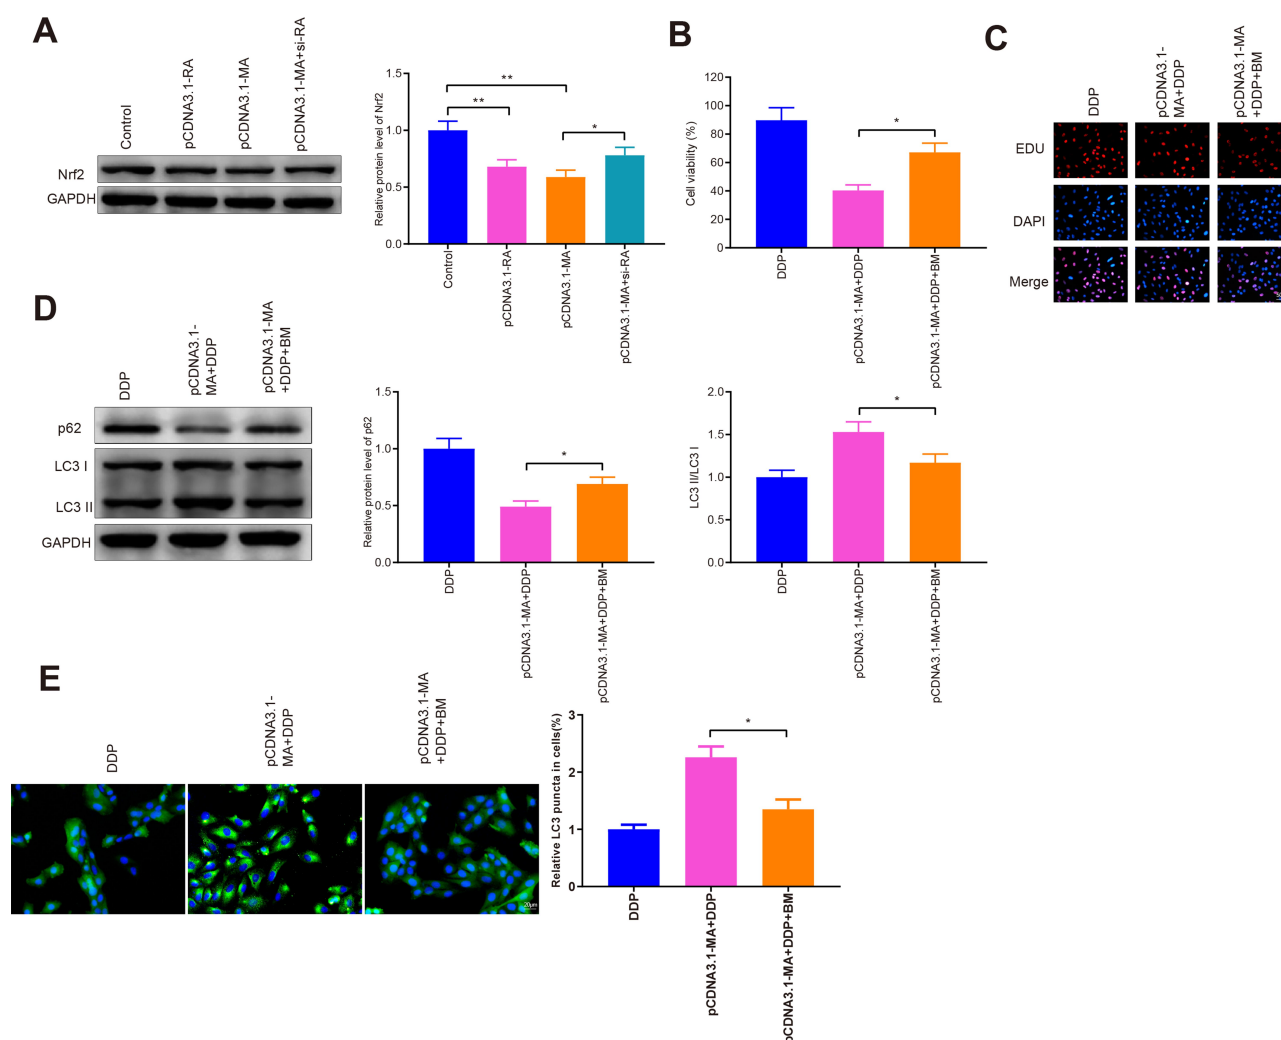 A
Control
pCDNA3.1-RA
pCDNA3.1-MA
pCDNA3.1-MA+si-RA
Nrf2
GAPDH
Relative protein level of Nrf2
1.5
1.0
0.5
0.0
**
**
*
Control
pCDNA3.1-RA
pCDNA3.1-MA
pCDNA3.1-MA+si-RA
B
Cell viability (%)
120
100
80
60
40
20
0
*
DDP
pCDNA3.1-MA+DDP
pCDNA3.1-MA+DDP+BM
C
DDP
pCDNA3.1-
MA+DDP
pCDNA3.1-MA
+DDP+BM
EDU
DAPI
Merge
D
DDP
pCDNA3.1-
MA+DDP
pCDNA3.1-MA
+DDP+BM
p62
LC3 I
LC3 II
GAPDH
Relative protein level of p62
1.5
1.0
0.5
0.0
*
DDP
pCDNA3.1-MA+DDP
pCDNA3.1-MA+DDP+BM
LC3 II/LC3 I
2.0
1.5
1.0
0.5
0.0
*
DDP
pCDNA3.1-MA+DDP
pCDNA3.1-MA+DDP+BM
E
DDP
pCDNA3.1-
MA+DDP
pCDNA3.1-MA
+DDP+BM
20μm
Relative LC3 puncta in cells(%)
3
2
1
0
*
DDP
pCDNA3.1-MA+DDP
pCDNA3.1-MA+DDP+BM